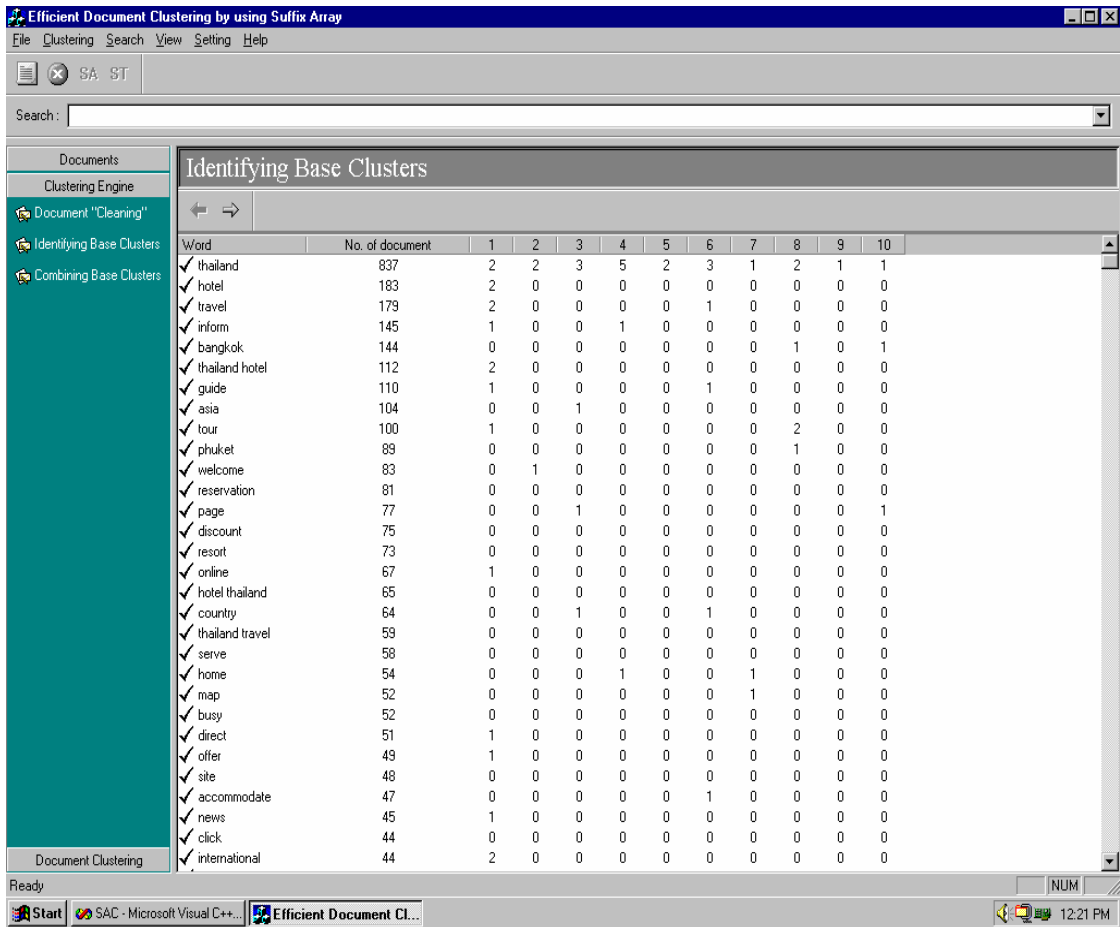 Efficient Document Clustering by using Suffix Array
File Clustering Search View Setting Help
SA ST
Search :
Documents
Clustering Engine
Document "Cleaning"
Identifying Base Clusters
Combining Base Clusters
Document Clustering
Identifying Base Clusters
Word No. of document 1 2 3 4 5 6 7 8 9 10
thailand 837 2 2 3 5 2 3 1 2 1 1
hotel 183 2 0 0 0 0 0 0 0 0 0
travel 179 2 0 0 0 0 1 0 0 0 0
inform 145 1 0 0 1 0 0 0 0 0 0
bangkok 144 0 0 0 0 0 0 0 1 0 1
thailand hotel 112 2 0 0 0 0 0 0 0 0 0
guide 110 1 0 0 0 0 1 0 0 0 0
asia 104 0 0 1 0 0 0 0 0 0 0
tour 100 1 0 0 0 0 0 0 2 0 0
phuket 89 0 0 0 0 0 0 0 1 0 0
welcome 83 0 1 0 0 0 0 0 0 0 0
reservation 81 0 0 0 0 0 0 0 0 0 0
page 77 0 0 1 0 0 0 0 0 0 1
discount 75 0 0 0 0 0 0 0 0 0 0
resort 73 0 0 0 0 0 0 0 0 0 0
online 67 1 0 0 0 0 0 0 0 0 0
hotel thailand 65 0 0 0 0 0 0 0 0 0 0
country 64 0 0 1 0 0 1 0 0 0 0
thailand travel 59 0 0 0 0 0 0 0 0 0 0
serve 58 0 0 0 0 0 0 0 0 0 0
home 54 0 0 0 1 0 0 1 0 0 0
map 52 0 0 0 0 0 0 1 0 0 0
busy 52 0 0 0 0 0 0 0 0 0 0
direct 51 1 0 0 0 0 0 0 0 0 0
offer 49 1 0 0 0 0 0 0 0 0 0
site 48 0 0 0 0 0 0 0 0 0 0
accommodate 47 0 0 0 0 0 1 0 0 0 0
news 45 1 0 0 0 0 0 0 0 0 0
click 44 0 0 0 0 0 0 0 0 0 0
international 44 2 0 0 0 0 0 0 0 0 0
Ready NUM
Start SAC - Microsoft Visual C++... Efficient Document Cl... 12:21 PM